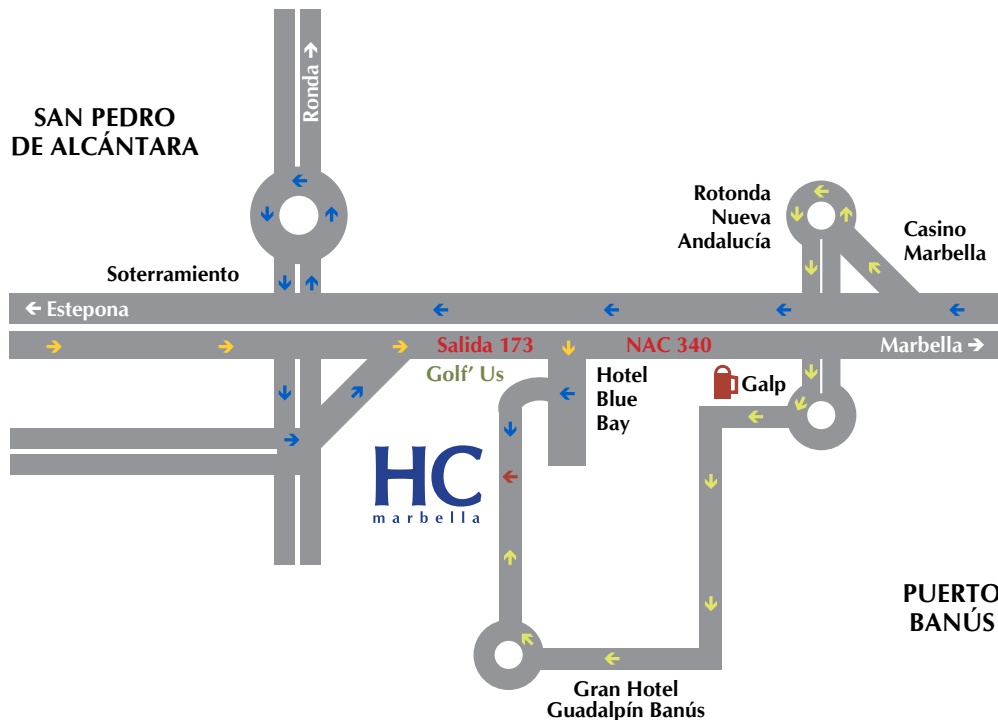 Ronda
SAN PEDRO
DE ALCÁNTARA
Rotonda
Nueva
Andalucía
Casino
Marbella
Soterramiento
Estepona
Salida 173
NAC 340
Marbella
Golf' Us
Hotel
Blue
Bay
Galp
HC
marbella
PUERTO
BANÚS
Gran Hotel
Guadalpín Banús